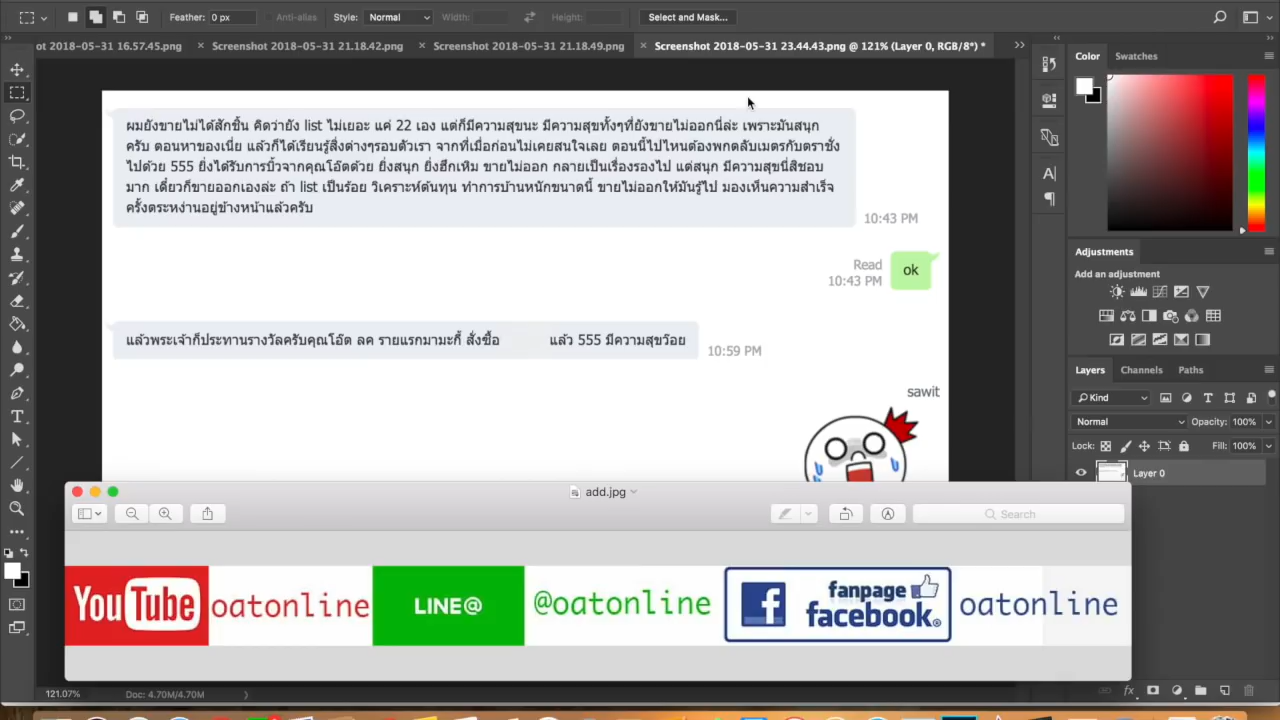 Feather: 0 px
Anti-alias
Style: Normal
Width:
Height:
Select and Mask...
ot 2018-05-31 16.57.45.png
Screenshot 2018-05-31 21.18.42.png
Screenshot 2018-05-31 21.18.49.png
Screenshot 2018-05-31 23.44.43.png @ 121% (Layer 0, RGB/8*) *
Color
Swatches
ผมยังขายไม่ได้สักชิ้น คิดว่ายัง list ไม่เยอะ แค่ 22 เอง แต่ก็มีความสุขนะ มีความสุขทั้งๆที่ยังขายไม่ออกนี่ล่ะ เพราะมันสนุก
ครับ ตอนหาของเนี่ย แล้วก็ได้เรียนรู้สิ่งต่างๆรอบตัวเรา จากที่เมื่อก่อนไม่เคยสนใจเลย ตอนนี้ไปไหนต้องพกตลับเมตรกับตราชั่ง
ไปด้วย 555 ยิ่งได้รับการบิ้วจากคุณโอ๊ตด้วย ยิ่งสนุก ยิ่งฮึกเหิม ขายไม่ออก กลายเป็นเรื่องรองไป แต่สนุก มีความสุขนี่สิชอบ
มาก เดี๋ยวก็ขายออกเองล่ะ ถ้า list เป็นร้อย วิเคราะห์ต้นทุน ทำการบ้านหนักขนาดนี้ ขายไม่ออกให้มันรู้ไป มองเห็นความสำเร็จ
ครั้งตระหง่านอยู่ข้างหน้าแล้วครับ
10:43 PM
Read
10:43 PM
ok
แล้วพระเจ้าก็ประทานรางวัลครับคุณโอ๊ต ลค รายแรกมามะกี้ สั่งซื้อ แล้ว 555 มีความสุขว๊อย
10:59 PM
sawit
Adjustments
Add an adjustment
Layers
Channels
Paths
Kind
Normal
Opacity: 100%
Lock:
Fill: 100%
Layer 0
add.jpg
Search
YouTube oatonline
LINE@ @oatonline
fanpage
facebook oatonline
121.07%
Doc: 4.70M/4.70M
fx